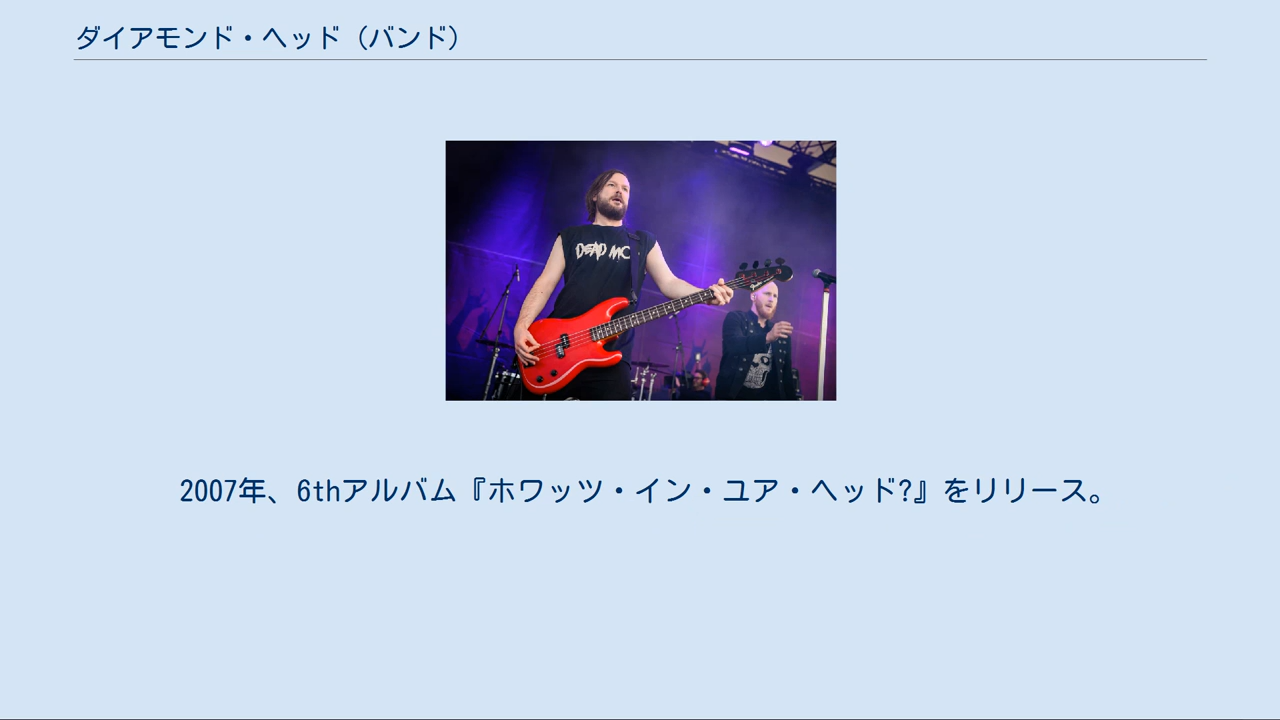 ダイアモンド・ヘッド（バンド）
DEAD MC
2007年、6thアルバム『ホワッツ・イン・ユア・ヘッド?』をリリース。